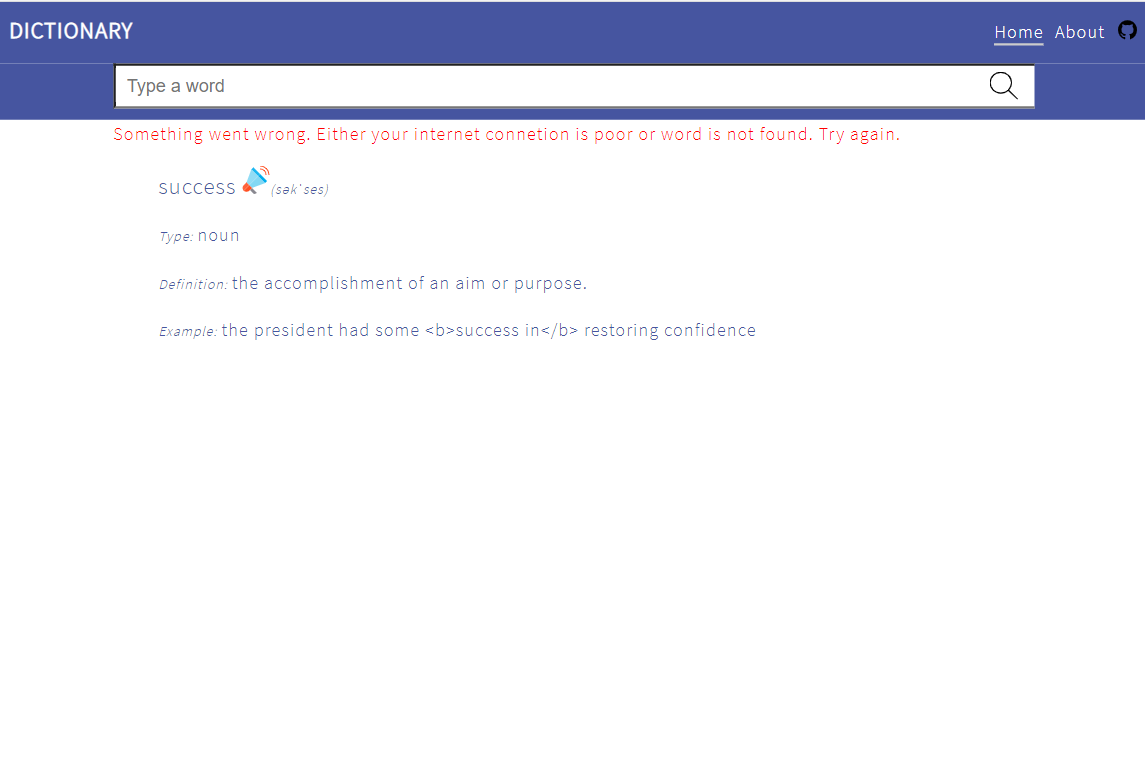 DICTIONARY
Home About
Type a word
Something went wrong. Either your internet connetion is poor or word is not found. Try again.
success (səkˈses)
Type: noun
Definition: the accomplishment of an aim or purpose.
Example: the president had some <b>success in</b> restoring confidence